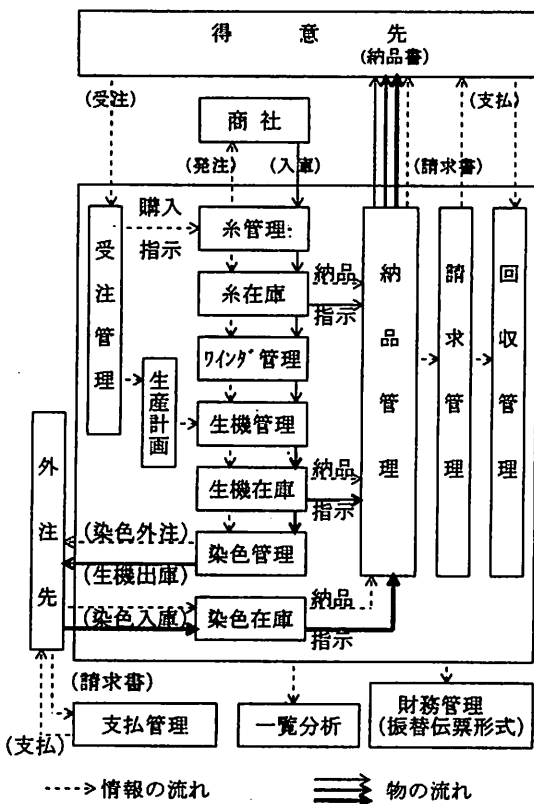 得意先
(納品書)
(受注)
(支払)
商社
(発注)
(入庫)
(請求書)
購入
指示
受注管理
糸管理
納品
指示
糸在庫
ﾜｲﾝﾀﾞ管理
生産計画
生機管理
納品
指示
生機在庫
納品管理
請求管理
回収管理
外注先
(染色外注)
染色管理
(生機出庫)
(染色入庫)
染色在庫
納品
指示
(請求書)
(支払)
支払管理
一覧分析
財務管理
(振替伝票形式)
情報の流れ
物の流れ